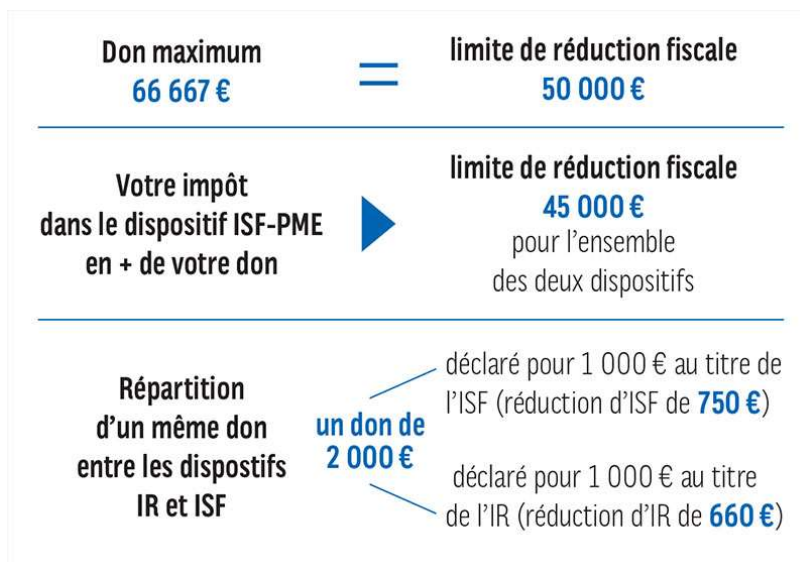 Don maximum
66 667 €
=
limite de réduction fiscale
50 000 €
Votre impôt
dans le dispositif ISF-PME
en + de votre don
limite de réduction fiscale
45 000 €
pour l’ensemble
des deux dispositifs
Répartition
d’un même don
entre les dispostifs
IR et ISF
un don de
2 000 €
déclaré pour 1 000 € au titre de
l’ISF (réduction d’ISF de 750 €)
déclaré pour 1 000 € au titre
de l’IR (réduction d’IR de 660 €)